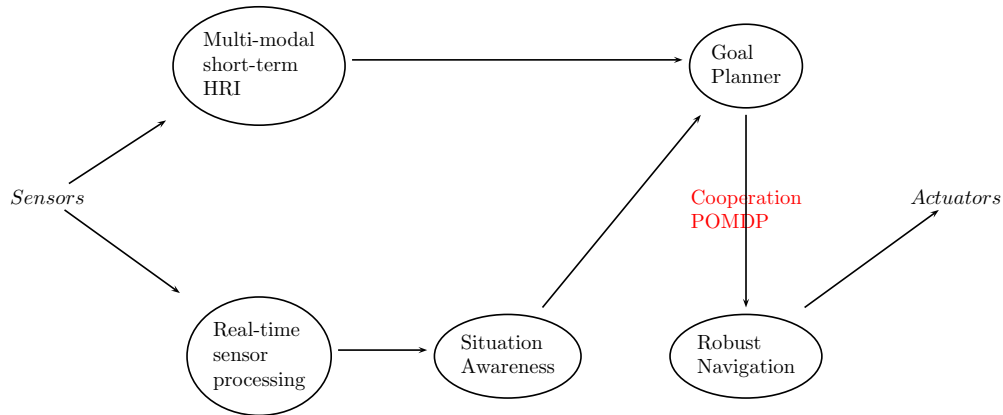 Multi-modal
short-term
HRI
Goal
Planner
Sensors
Cooperation
POMDP
Actuators
Real-time
sensor
processing
Situation
Awareness
Robust
Navigation